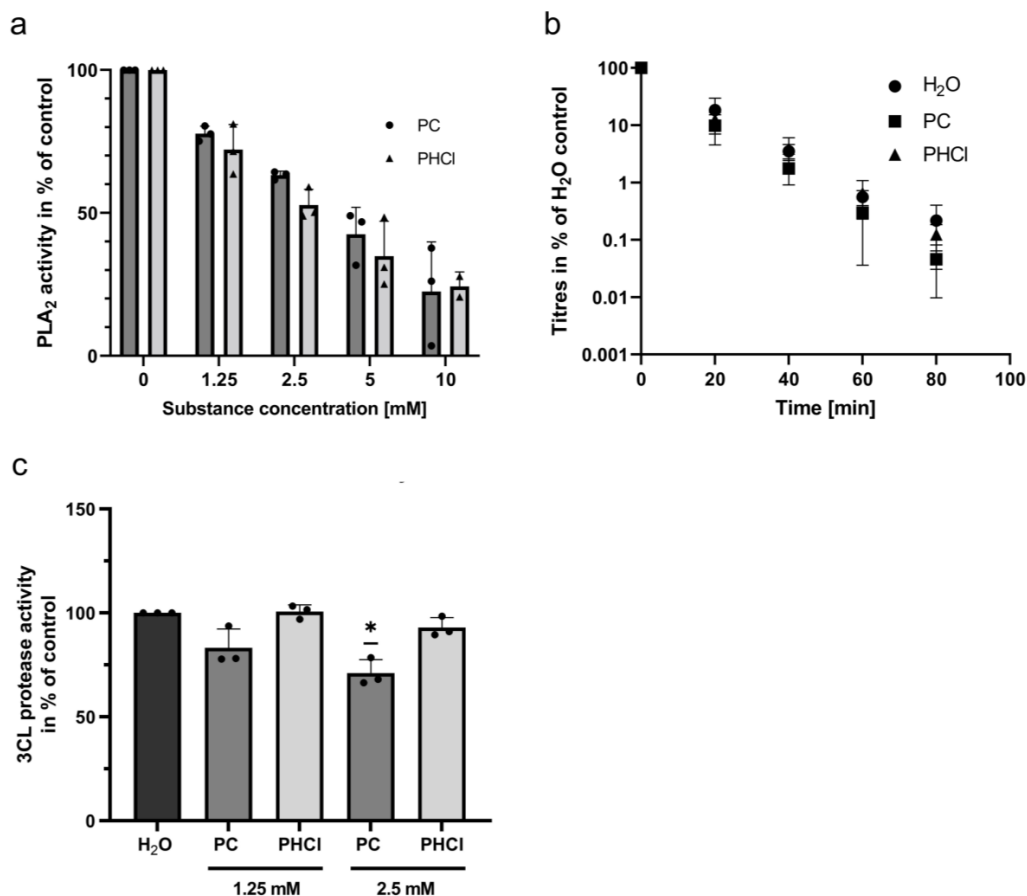 a
PLA₂ activity in % of control
100
50
0
PC
PHCl
0 1.25 2.5 5 10
Substance concentration [mM]
b
Titres in % of H₂O control
100
10
1
0.1
0.01
0.001
H₂O
PC
PHCl
0 20 40 60 80 100
Time [min]
c
3CL protease activity
in % of control
150
100
50
0
*
H₂O PC PHCl PC PHCl
1.25 mM 2.5 mM